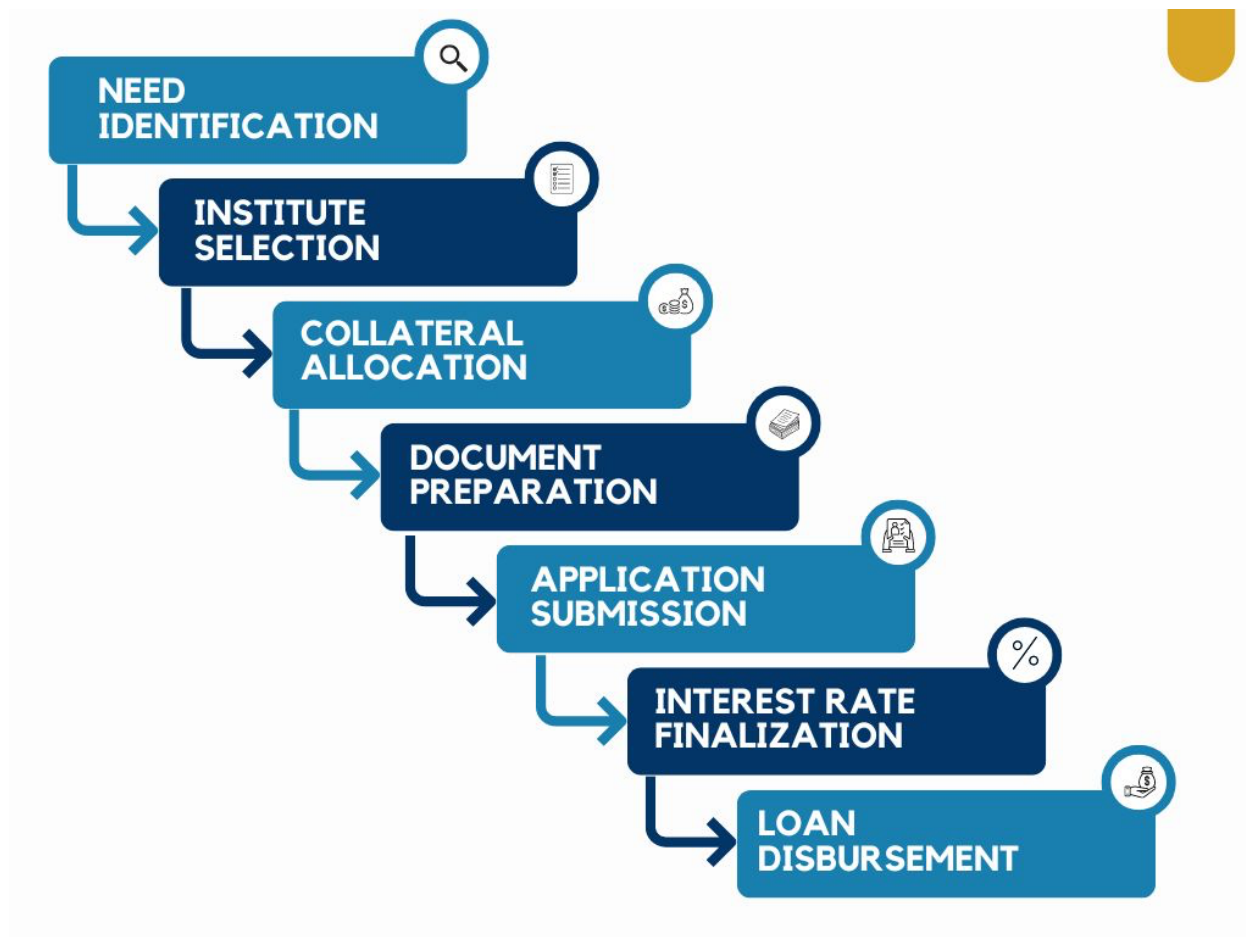 NEED
IDENTIFICATION
INSTITUTE
SELECTION
COLLATERAL
ALLOCATION
DOCUMENT
PREPARATION
APPLICATION
SUBMISSION
INTEREST RATE
FINALIZATION
LOAN
DISBURSEMENT